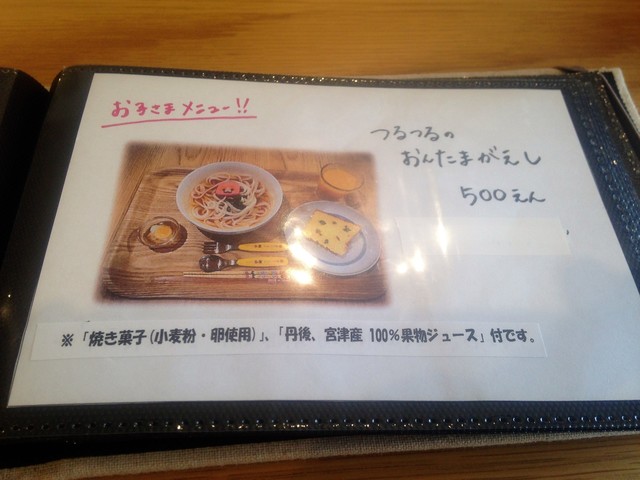 お子さまメニュー!!
つるつるの
おんたまがえし
500えん
※「焼き菓子(小麦粉・卵使用)」、「丹後、宮津産 100%果物ジュース」付です。